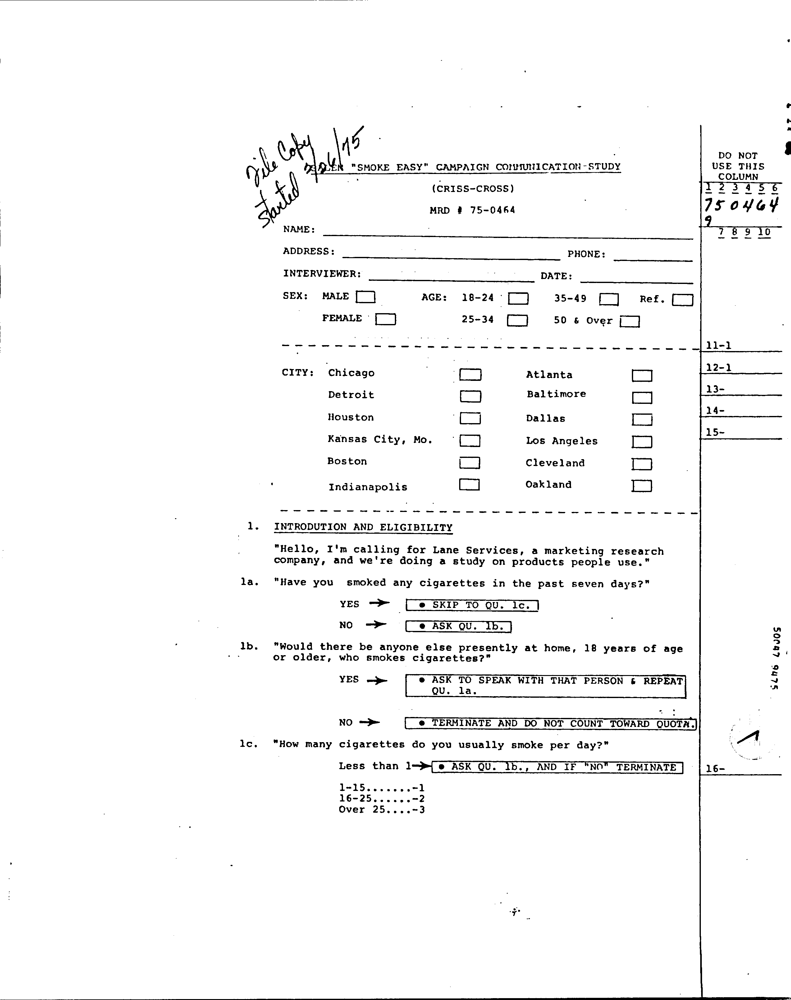 File Copy
started 3/26/75
"SMOKE EASY" CAMPAIGN COMMUNICATION-STUDY
(CRISS-CROSS)
MRD # 75-0464
DO NOT
USE THIS
COLUMN
1 2 3 4 5 6
7 5 0 4 6 4
9
7 8 9 10
NAME:
ADDRESS: PHONE:
INTERVIEWER: DATE:
SEX: MALE AGE: 18-24 35-49 Ref.
FEMALE 25-34 50 & Over
11-1
12-1
13-
14-
15-
CITY: Chicago Atlanta
Detroit Baltimore
Houston Dallas
Kansas City, Mo. Los Angeles
Boston Cleveland
Indianapolis Oakland
1. INTRODUTION AND ELIGIBILITY
"Hello, I'm calling for Lane Services, a marketing research
company, and we're doing a study on products people use."
1a. "Have you smoked any cigarettes in the past seven days?"
YES → • SKIP TO QU. 1c.
NO → • ASK QU. 1b.
1b. "Would there be anyone else presently at home, 18 years of age
or older, who smokes cigarettes?"
YES → • ASK TO SPEAK WITH THAT PERSON & REPEAT
QU. 1a.
NO → • TERMINATE AND DO NOT COUNT TOWARD QUOTA.
1c. "How many cigarettes do you usually smoke per day?"
Less than 1→ • ASK QU. 1b., AND IF "NO" TERMINATE
16-
1-15.......-1
16-25......-2
Over 25....-3
1
9475